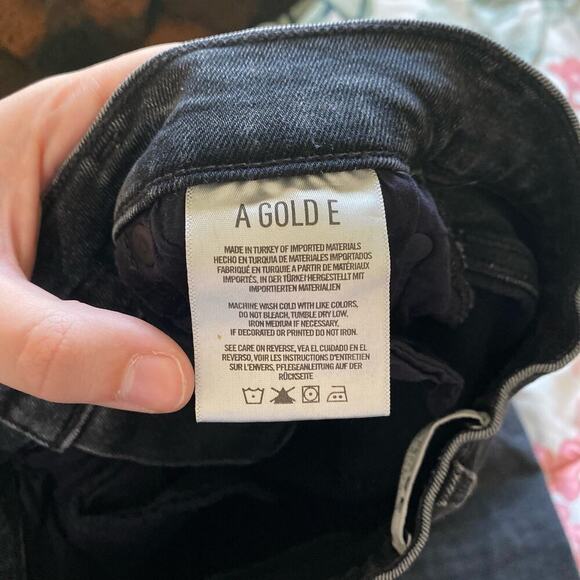 A GOLD E
MADE IN TURKEY OF IMPORTED MATERIALS
HECHO EN TURQUIA DE MATERIALES IMPORTADOS
FABRIQUÉ EN TURQUIE A PARTIR DE MATÉRIAUX
IMPORTÉS, IN DER TÜRKEI HERGESTELLT MIT
IMPORTIERTEN MATERIALIEN
MACHINE WASH COLD WITH LIKE COLORS,
DO NOT BLEACH, TUMBLE DRY LOW,
IRON MEDIUM IF NECESSARY,
IF DECORATED OR PRINTED DO NOT IRON.
SEE CARE ON REVERSE, VEA EL CUIDADO EN EL
REVERSO, VOIR LES INSTRUCTIONS D'ENTRETIEN
SUR L'ENVERS, PFLEGEANLEITUNG AUF DER
RÜCKSEITE